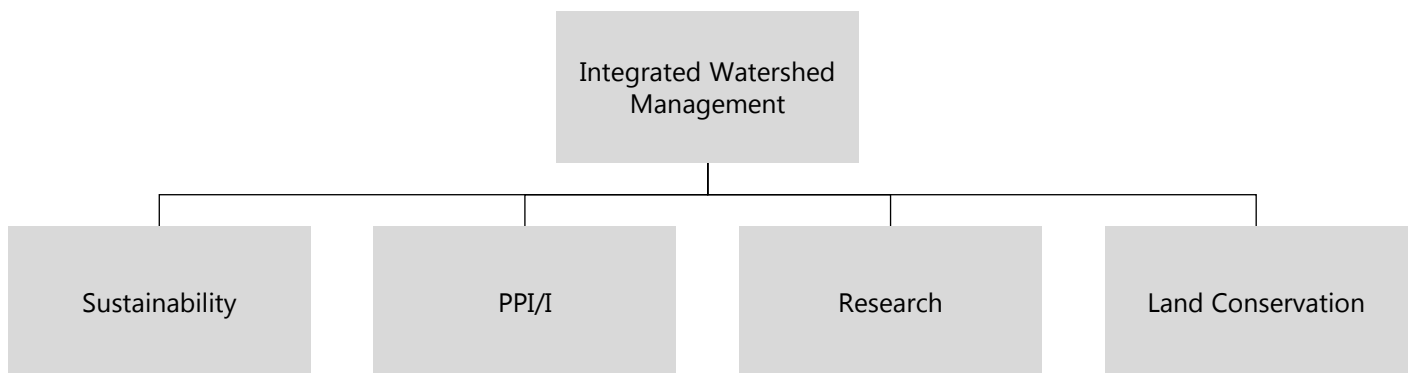 Integrated Watershed
Management
Sustainability
PPI/I
Research
Land Conservation